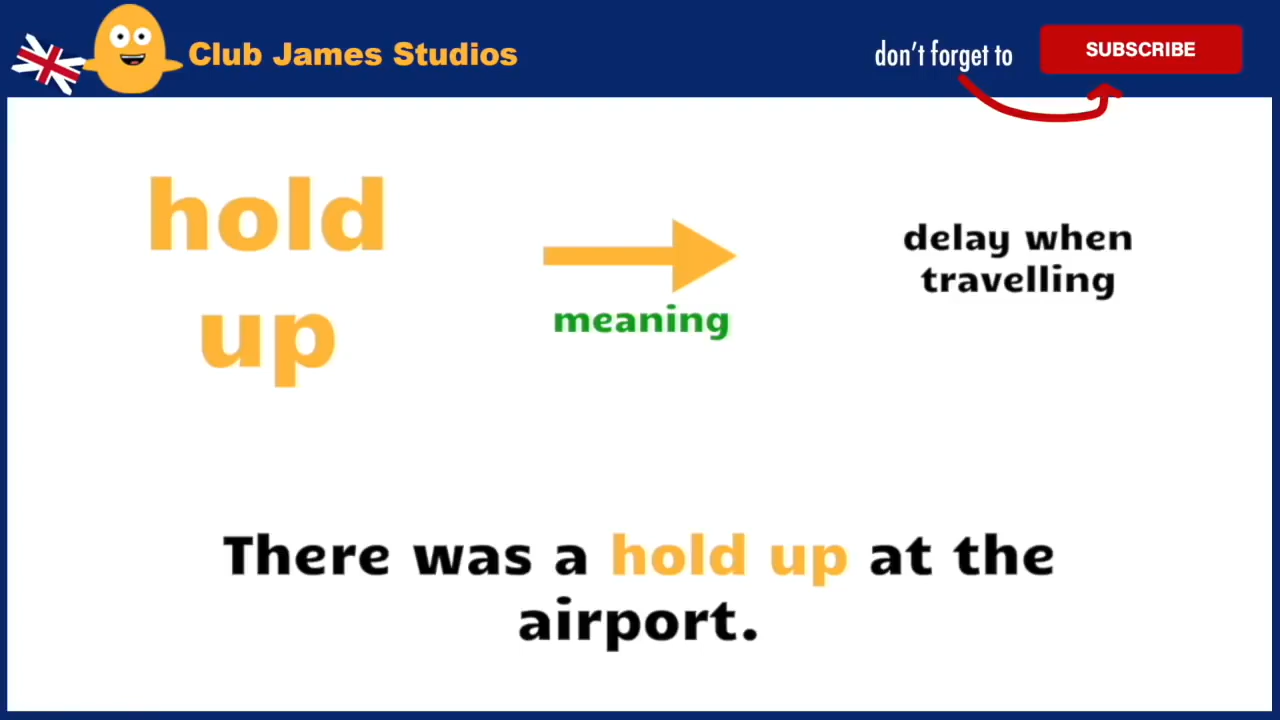 Club James Studios
don't forget to
SUBSCRIBE
hold
up
meaning
delay when
travelling
There was a hold up at the
airport.